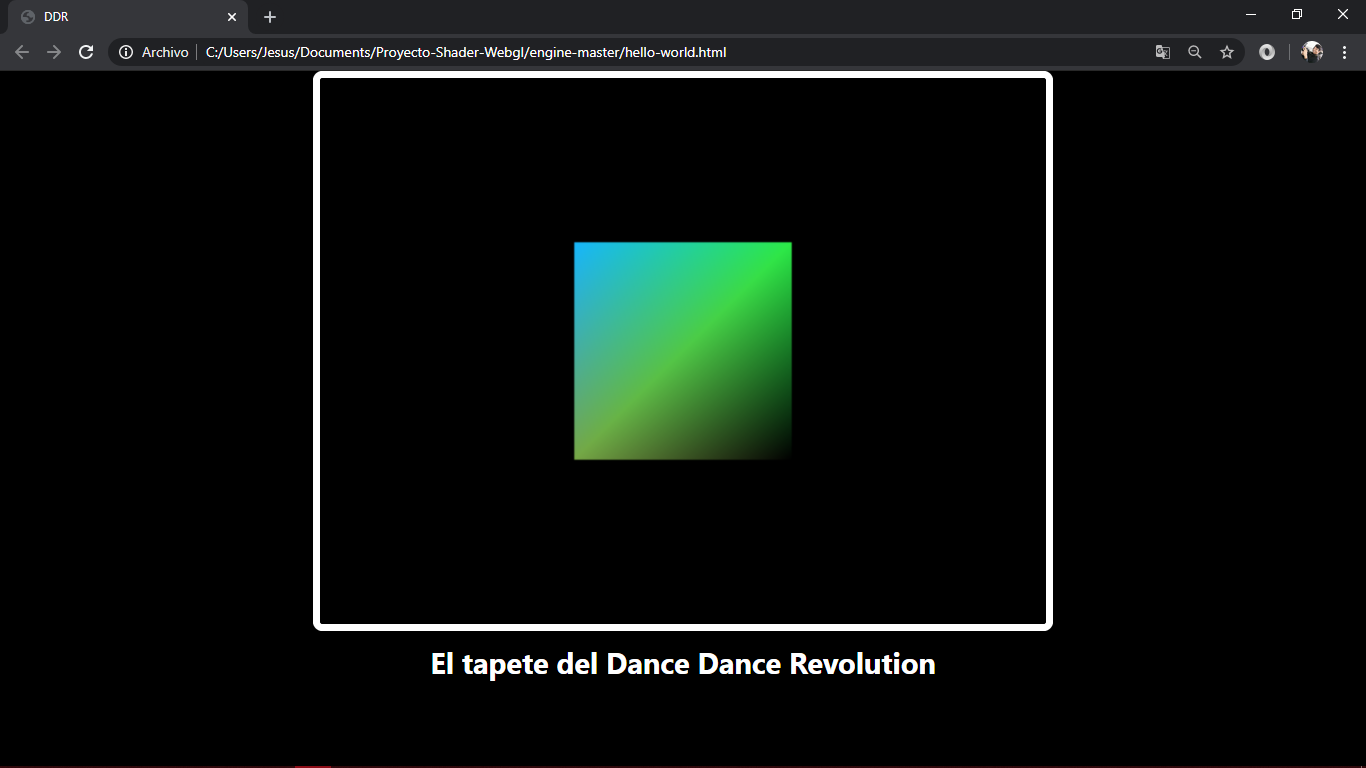 DDR
Archivo
C:/Users/Jesus/Documents/Proyecto-Shader-Webgl/engine-master/hello-world.html
El tapete del Dance Dance Revolution